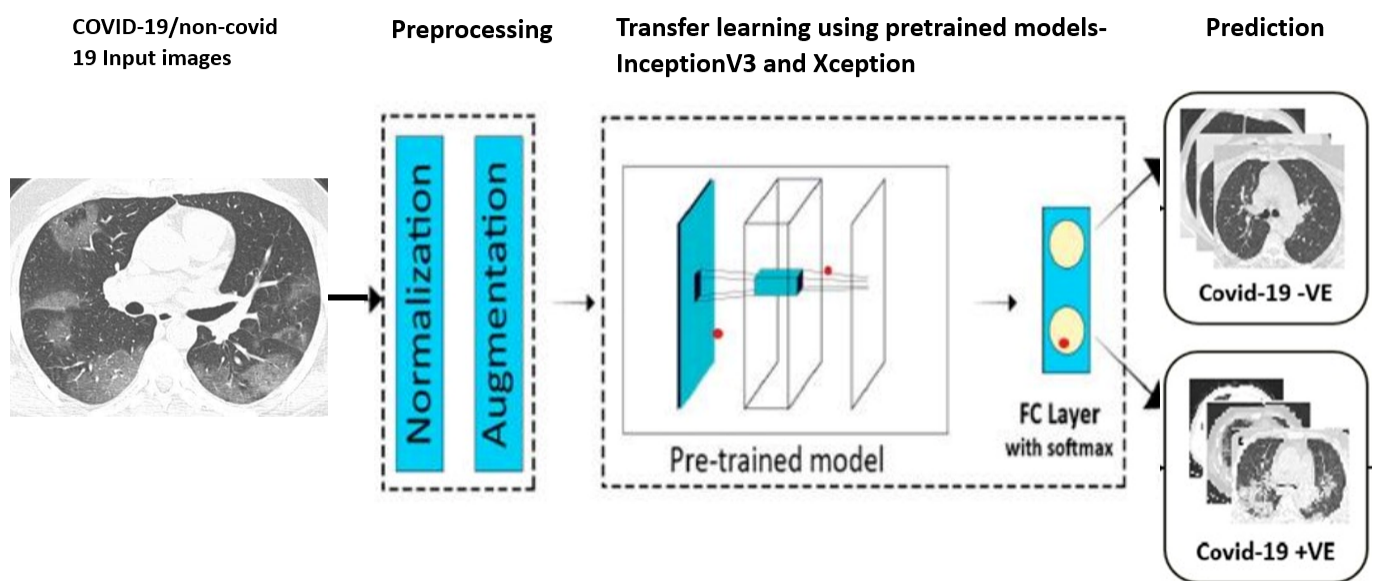 COVID-19/non-covid
19 Input images
Preprocessing
Transfer learning using pretrained models-
InceptionV3 and Xception
Prediction
Normalization
Augmentation
Pre-trained model
FC Layer
with softmax
Covid-19 -VE
Covid-19 +VE